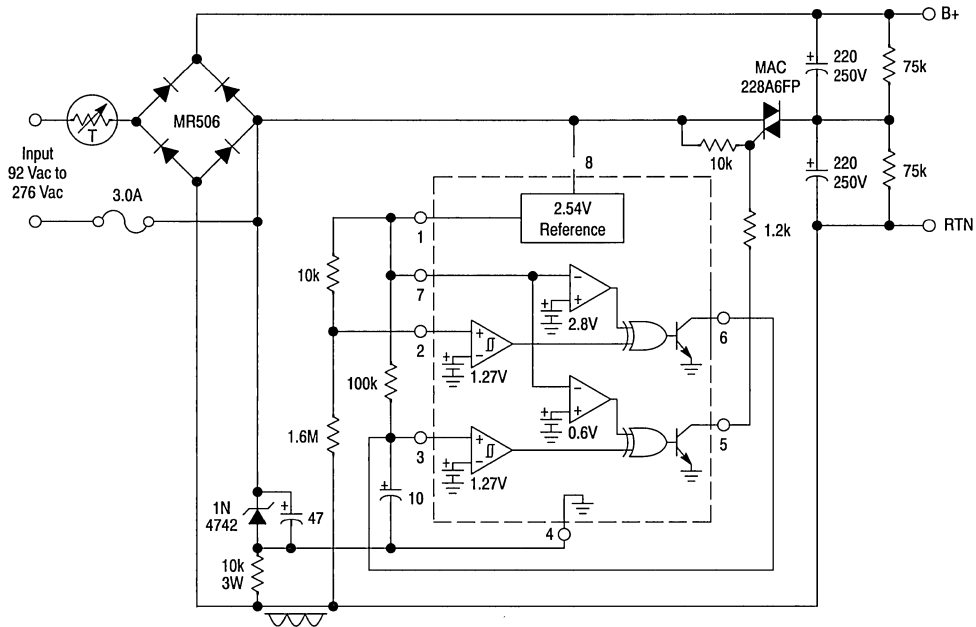 B+
MAC
228A6FP
220
250V
75k
MR506
T
Input
92 Vac to
276 Vac
3.0A
10k
8
220
250V
75k
2.54V
Reference
1
1.2k
RTN
10k
7
–
+
2.8V
2
+
–
1.27V
6
100k
–
+
0.6V
1.6M
3
+
–
1.27V
5
1N
4742
+
47
+
10
4
10k
3W